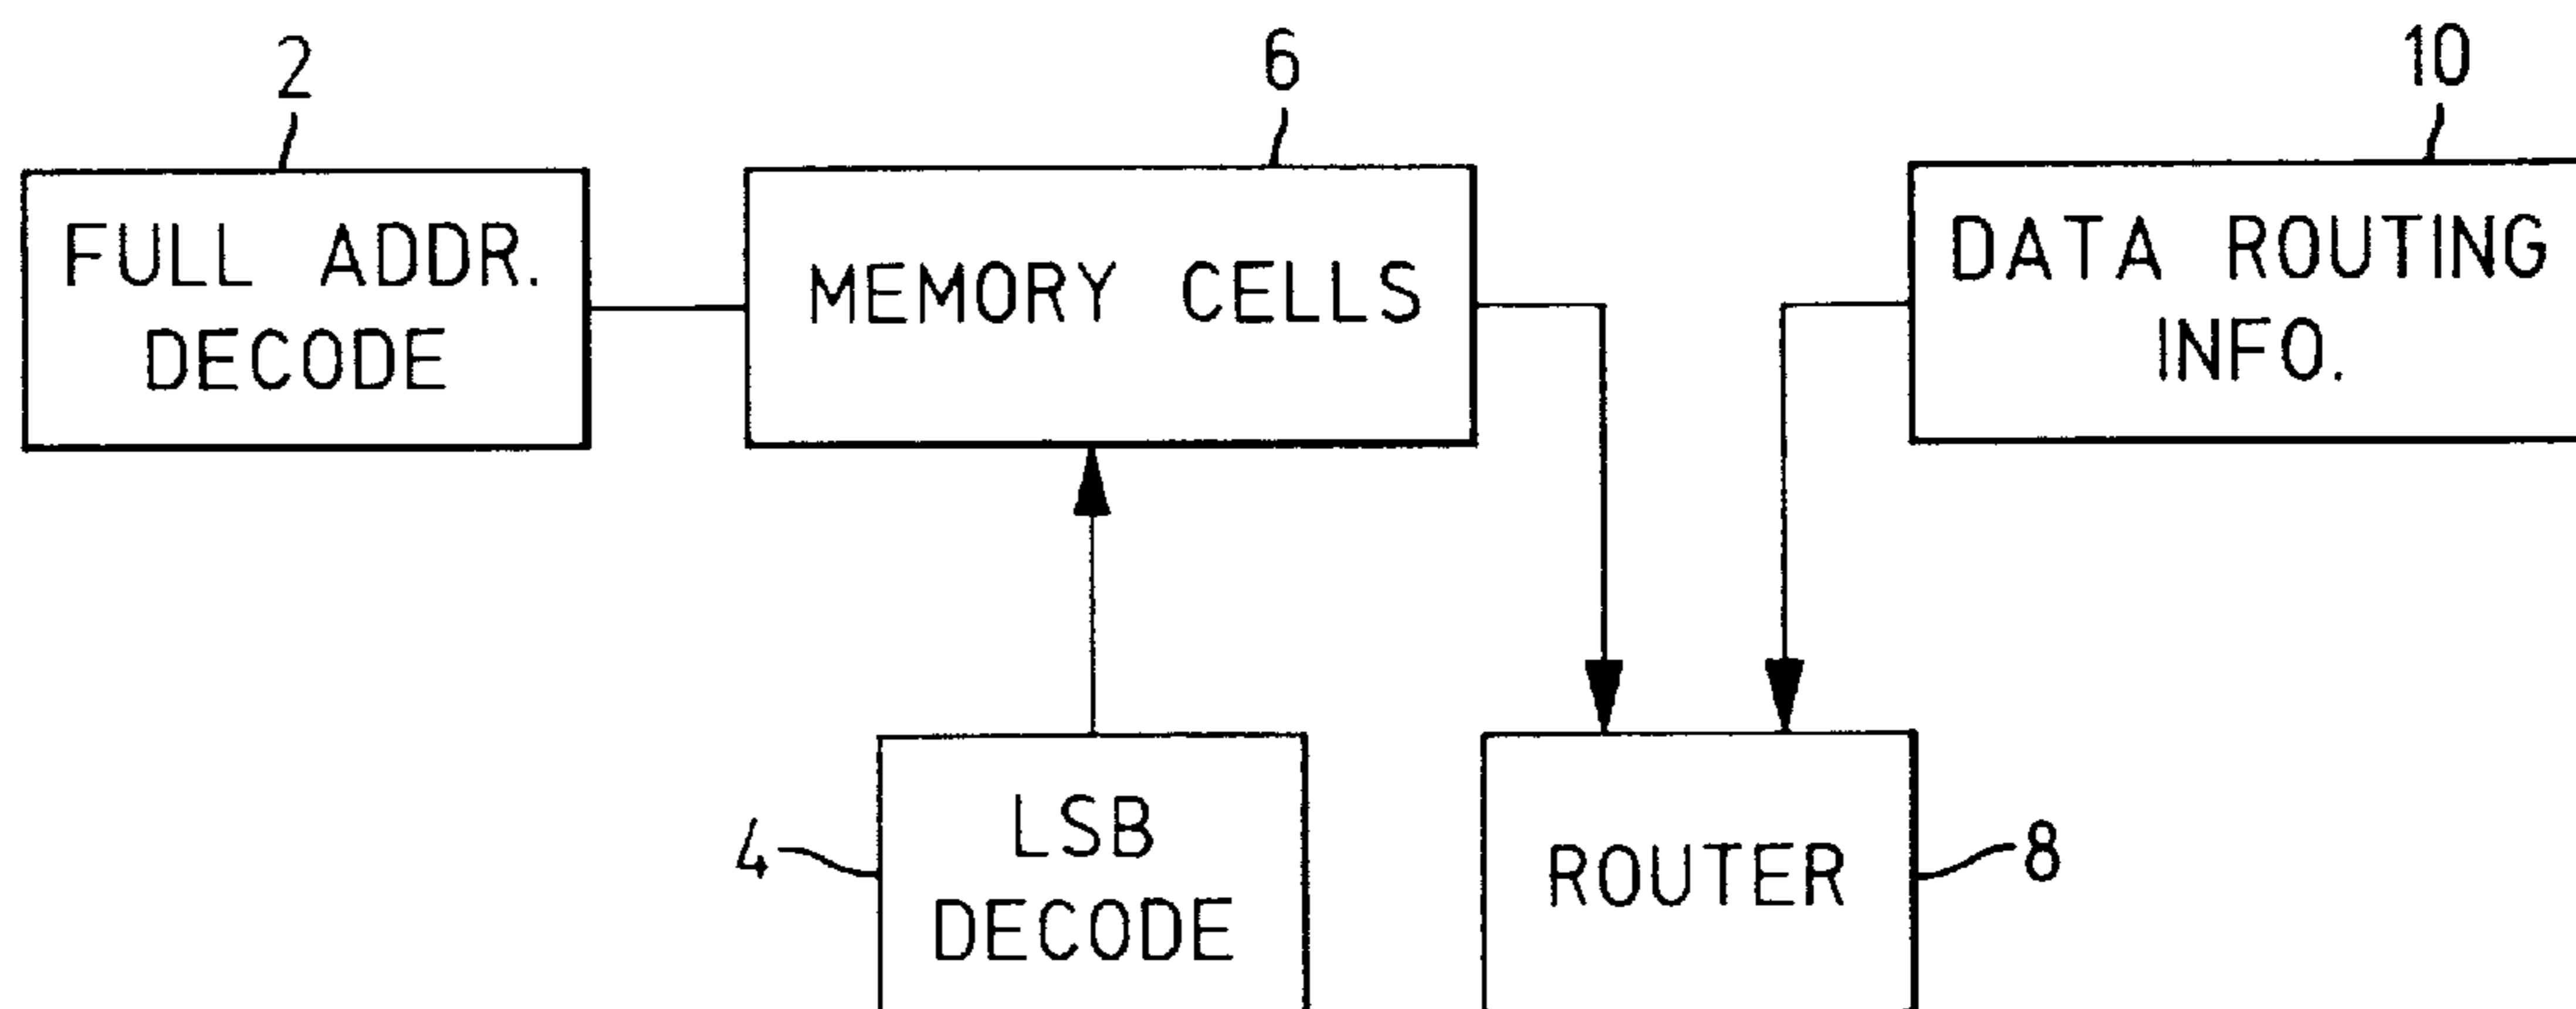 2
6
10
FULL ADDR.
DECODE
MEMORY CELLS
DATA ROUTING
INFO.
4
LSB
DECODE
ROUTER
8